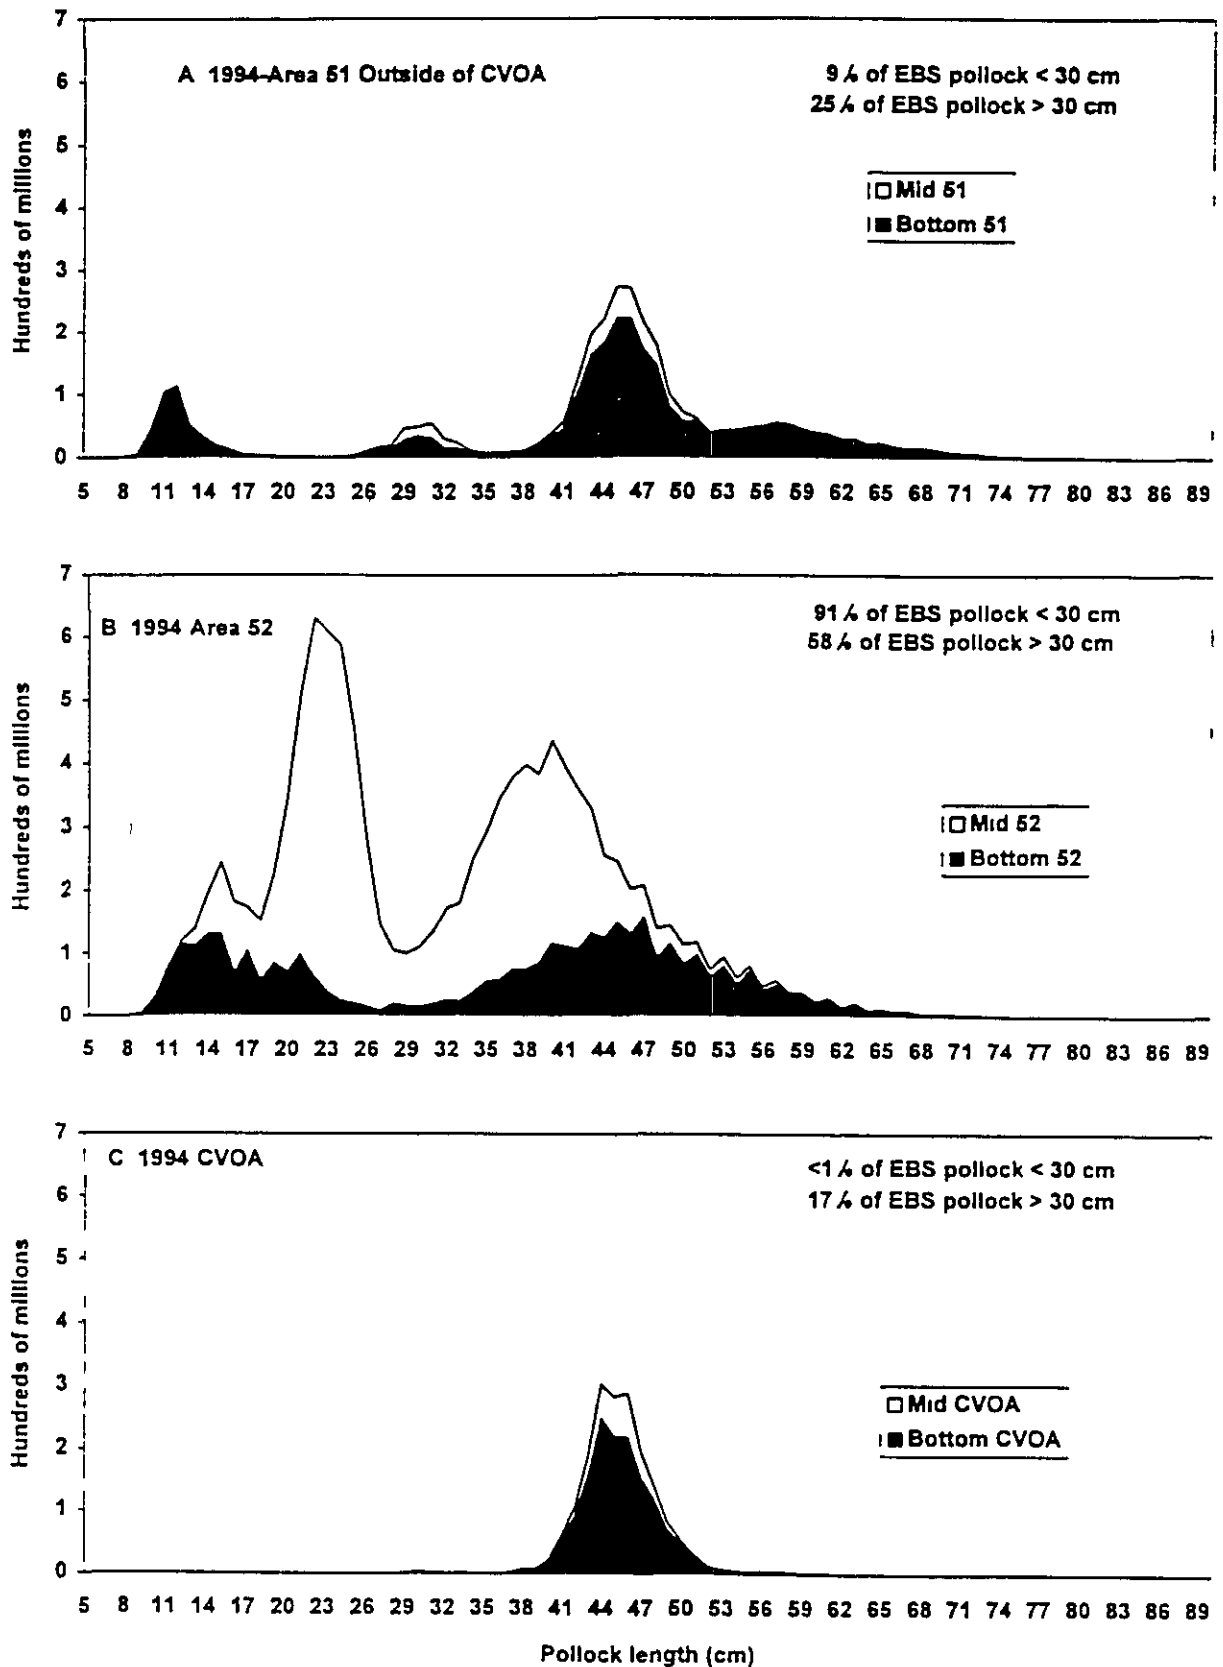 7
A 1994-Area 51 Outside of CVOA
9% of EBS pollock < 30 cm
6
25% of EBS pollock > 30 cm
5
Mid 51
4
Bottom 51
3
2
1
0
Hundreds of millions
5 8 11 14 17 20 23 26 29 32 35 38 41 44 47 50 53 56 59 62 65 68 71 74 77 80 83 86 89
7
B 1994 Area 52
91% of EBS pollock < 30 cm
6
58% of EBS pollock > 30 cm
5
4
Mid 52
3
Bottom 52
2
1
0
Hundreds of millions
5 8 11 14 17 20 23 26 29 32 35 38 41 44 47 50 53 56 59 62 65 68 71 74 77 80 83 86 89
7
C 1994 CVOA
<1% of EBS pollock < 30 cm
6
17% of EBS pollock > 30 cm
5
4
3
Mid CVOA
2
Bottom CVOA
1
0
Hundreds of millions
5 8 11 14 17 20 23 26 29 32 35 38 41 44 47 50 53 56 59 62 65 68 71 74 77 80 83 86 89
Pollock length (cm)